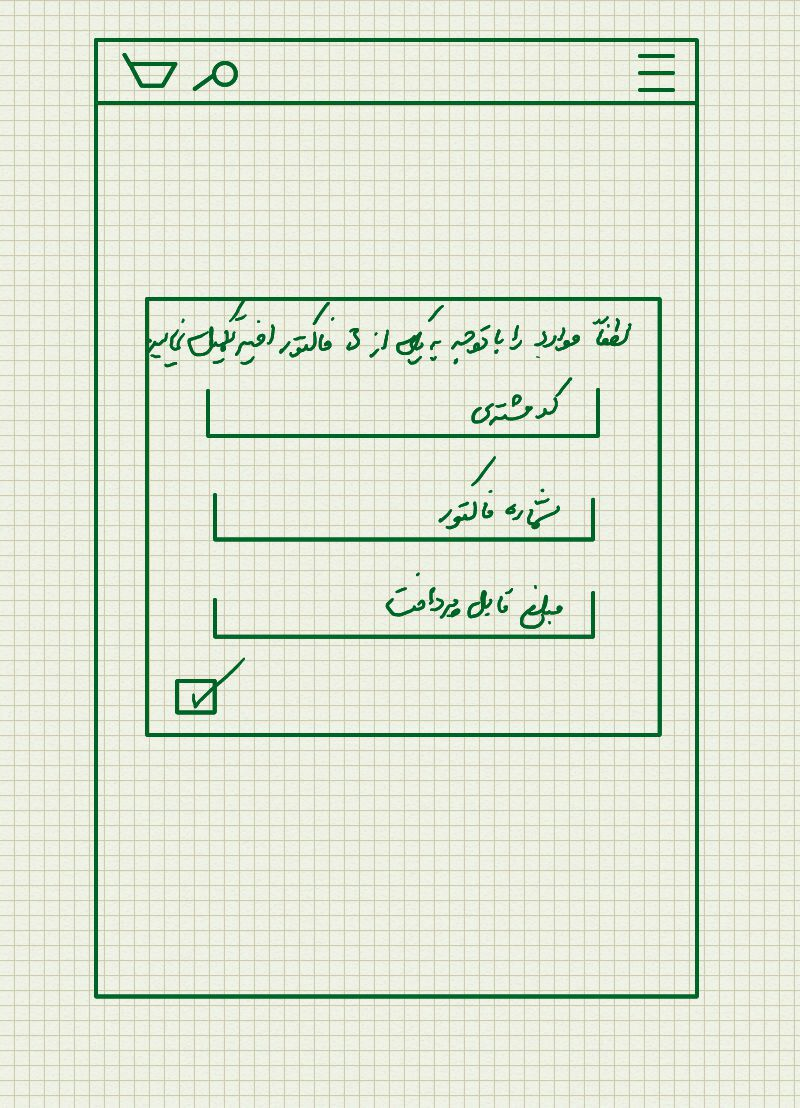 لطفاً موارد را با توجه به یکی از 3 فاکتور اخیر تکمیل نمایید
کد مشتری
شماره فاکتور
مبلغ قابل پرداخت